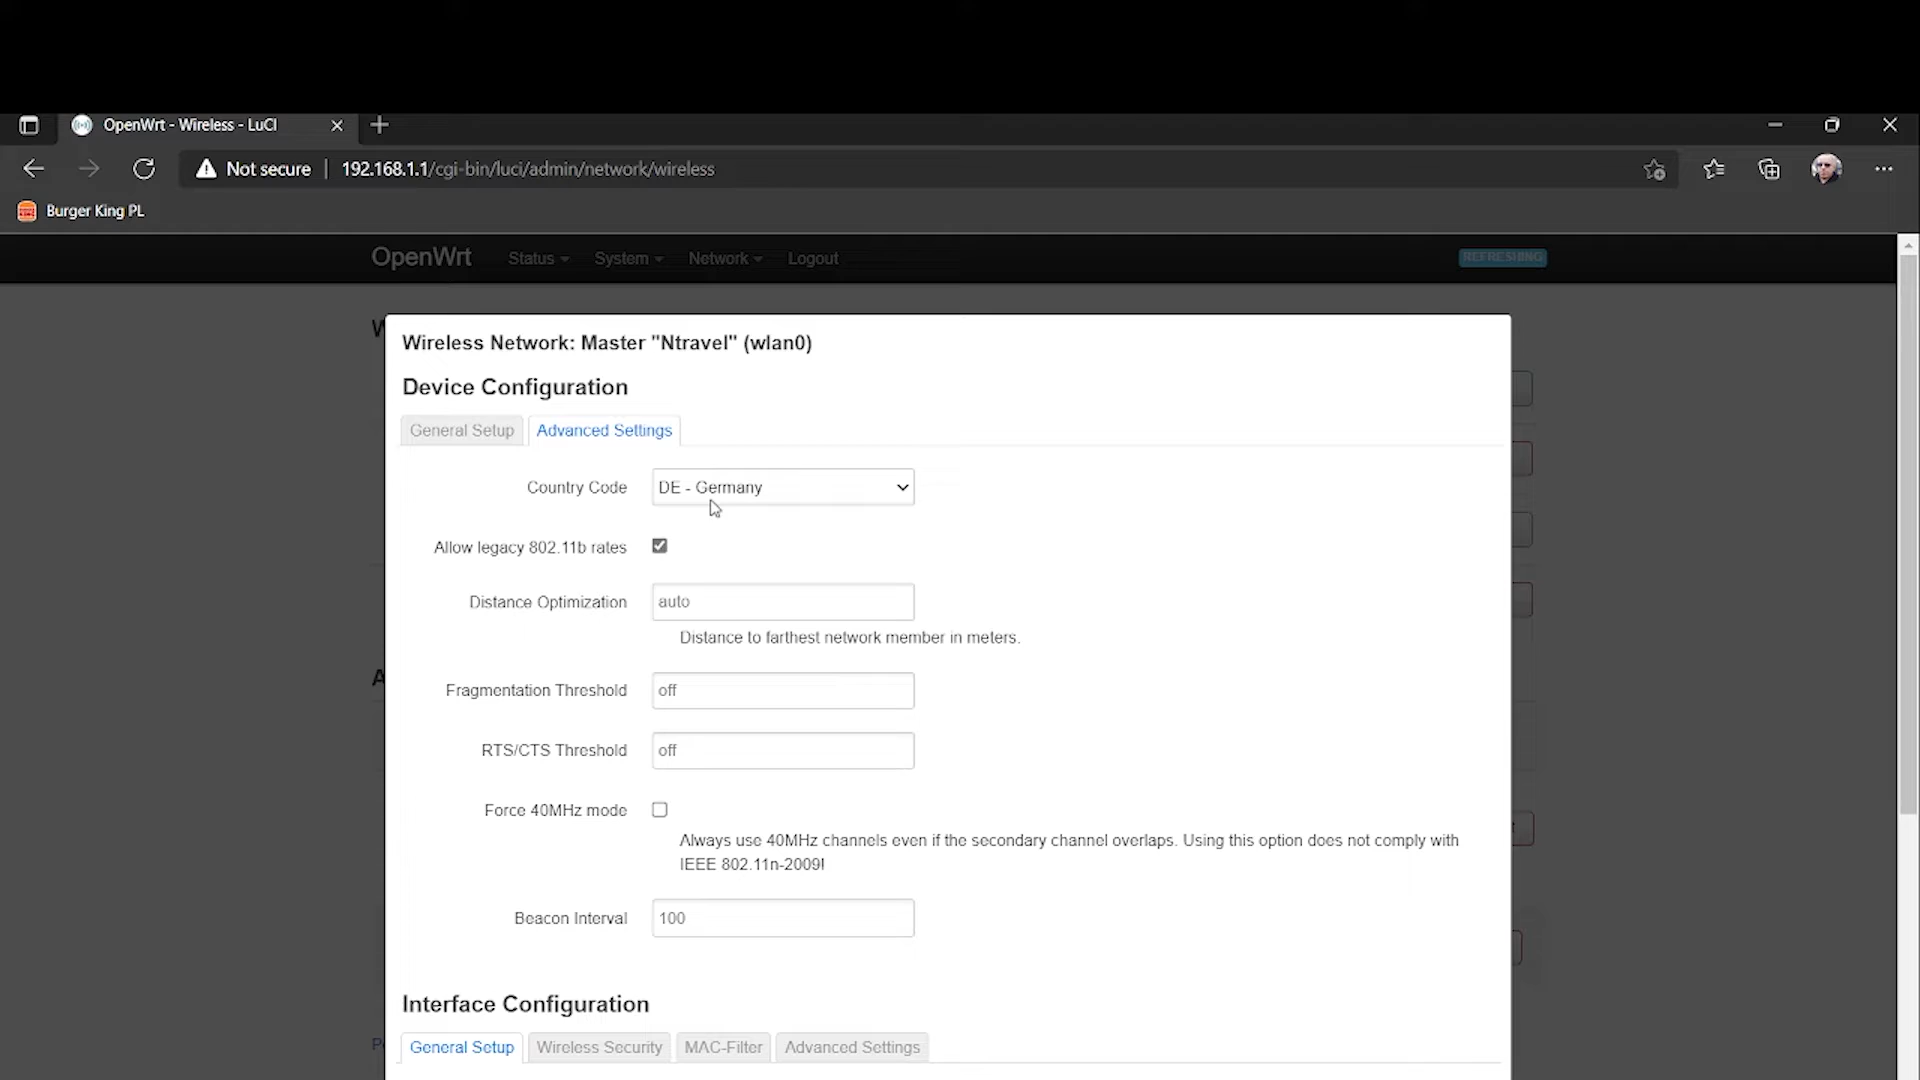 OpenWrt - Wireless - LuCI
Not secure | 192.168.1.1/cgi-bin/luci/admin/network/wireless
Burger King PL
OpenWrt Status System Network Logout REFRESHING
Wireless Network: Master "Ntravel" (wlan0)
Device Configuration
General Setup Advanced Settings
Country Code DE - Germany
Allow legacy 802.11b rates
Distance Optimization auto
Distance to farthest network member in meters.
Fragmentation Threshold off
RTS/CTS Threshold off
Force 40MHz mode
Always use 40MHz channels even if the secondary channel overlaps. Using this option does not comply with
IEEE 802.11n-2009!
Beacon Interval 100
Interface Configuration
General Setup Wireless Security MAC-Filter Advanced Settings